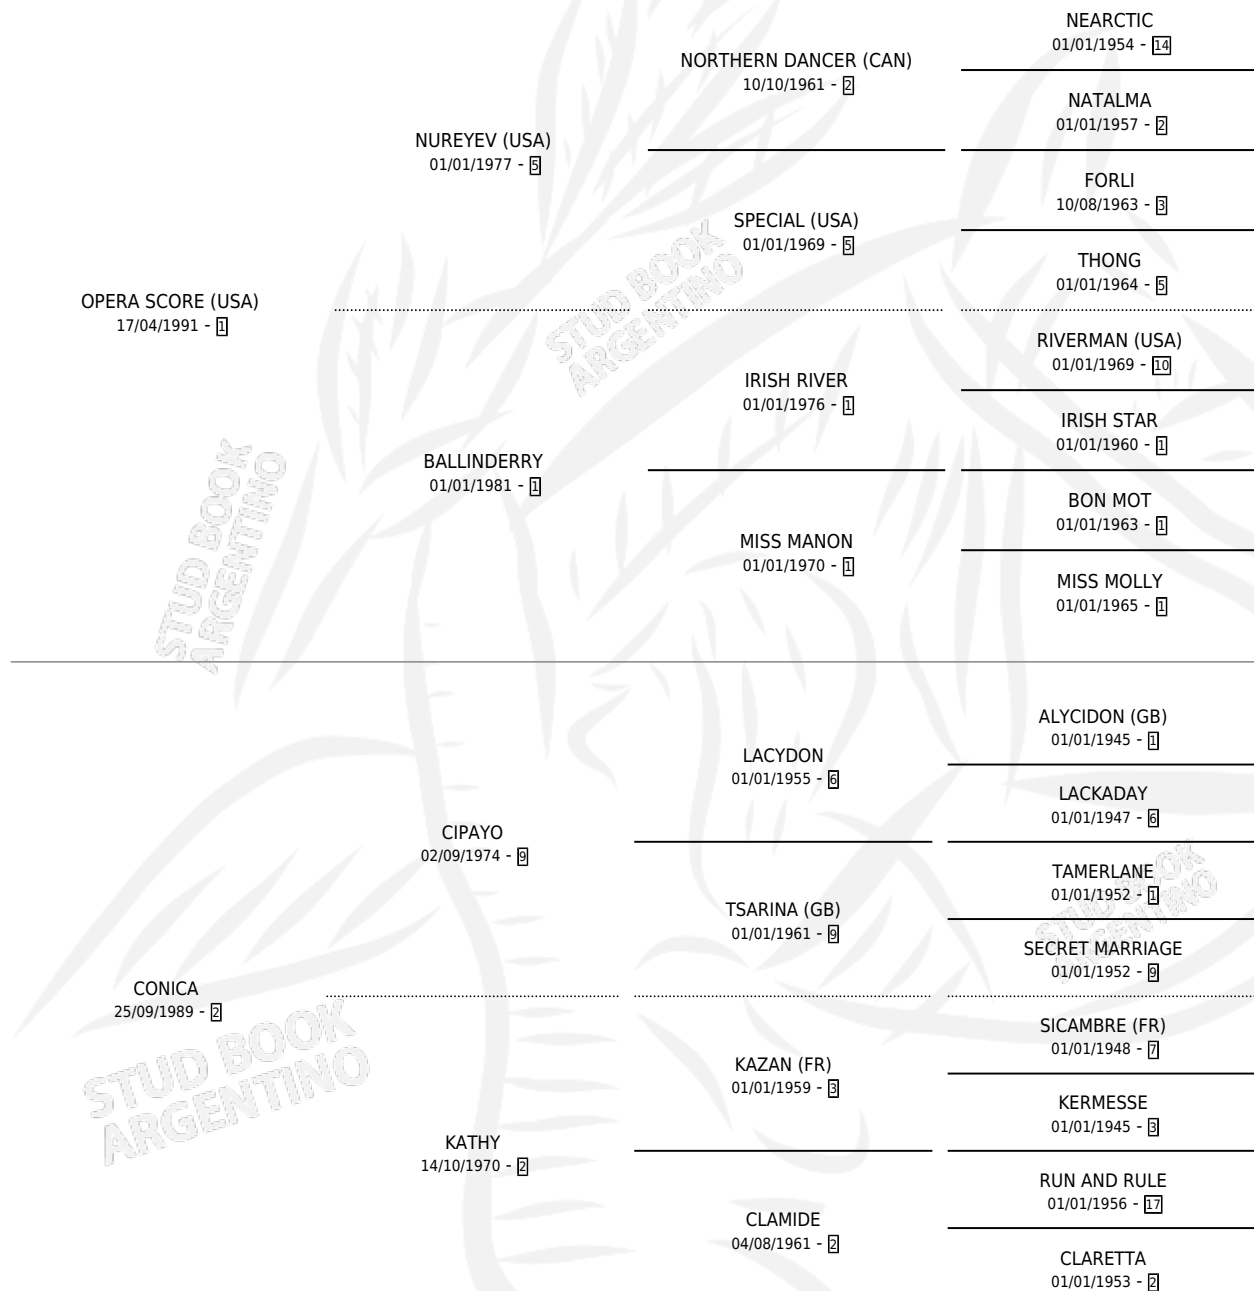 NEARCTIC
01/01/1954 - 14
NORTHERN DANCER (CAN)
10/10/1961 - 2
NATALMA
01/01/1957 - 2
NUREYEV (USA)
01/01/1977 - 5
FORLI
10/08/1963 - 3
SPECIAL (USA)
01/01/1969 - 5
THONG
01/01/1964 - 5
OPERA SCORE (USA)
17/04/1991 - 1
RIVERMAN (USA)
01/01/1969 - 10
IRISH RIVER
01/01/1976 - 1
IRISH STAR
01/01/1960 - 1
BALLINDERRY
01/01/1981 - 1
BON MOT
01/01/1963 - 1
MISS MANON
01/01/1970 - 1
MISS MOLLY
01/01/1965 - 1
ALYCIDON (GB)
01/01/1945 - 1
LACYDON
01/01/1955 - 6
LACKADAY
01/01/1947 - 6
CIPAYO
02/09/1974 - 9
TAMERLANE
01/01/1952 - 1
TSARINA (GB)
01/01/1961 - 9
SECRET MARRIAGE
01/01/1952 - 9
CONICA
25/09/1989 - 2
SICAMBRE (FR)
01/01/1948 - 7
KAZAN (FR)
01/01/1959 - 3
KERMESSE
01/01/1945 - 3
KATHY
14/10/1970 - 2
RUN AND RULE
01/01/1956 - 17
CLAMIDE
04/08/1961 - 2
CLARETTA
01/01/1953 - 2
STUD BOOK
ARGENTINO
STUD BOOK
ARGENTINO
STUD BOOK
ARGENTINO
STUD BOOK
ARGENTINO